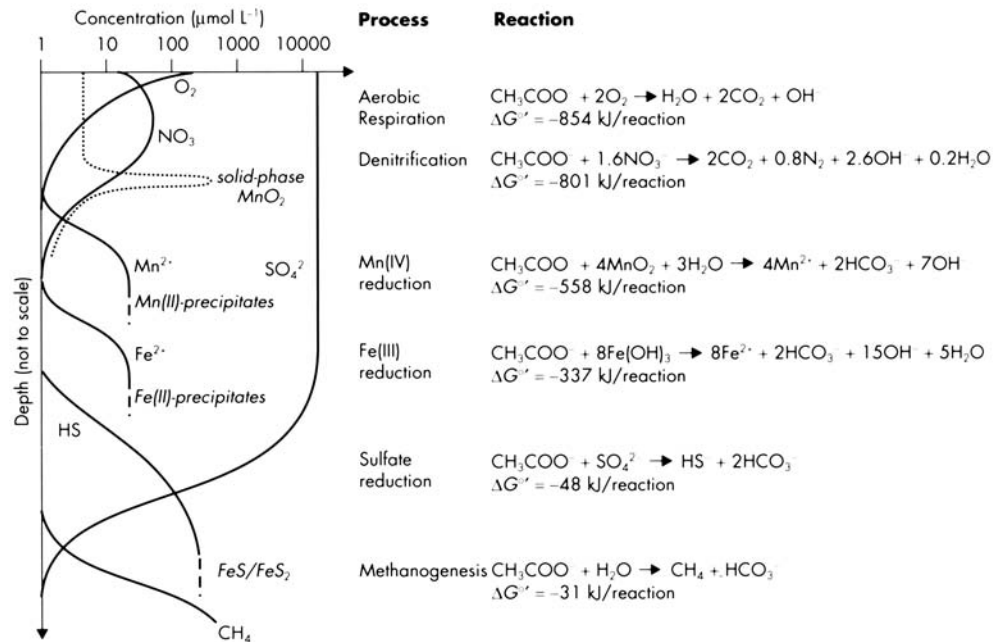 Concentration (μmol L⁻¹)
1 10 100 1000 10000
Depth (not to scale)
O₂
NO₃
solid-phase
MnO₂
Mn²⁺
Mn(II)-precipitates
SO₄²
Fe²⁺
Fe(II)-precipitates
HS
FeS/FeS₂
CH₄
Process Reaction
Aerobic
Respiration
CH₃COO + 2O₂ → H₂O + 2CO₂ + OH⁻
ΔG°′ = −854 kJ/reaction
Denitrification
CH₃COO⁻ + 1.6NO₃⁻ → 2CO₂ + 0.8N₂ + 2.6OH + 0.2H₂O
ΔG°′ = −801 kJ/reaction
Mn(IV)
reduction
CH₃COO + 4MnO₂ + 3H₂O → 4Mn²⁺ + 2HCO₃⁻ + 7OH
ΔG°′ = −558 kJ/reaction
Fe(III)
reduction
CH₃COO⁻ + 8Fe(OH)₃ → 8Fe²⁺ + 2HCO₃⁻ + 15OH⁻ + 5H₂O
ΔG°′ = −337 kJ/reaction
Sulfate
reduction
CH₃COO⁻ + SO₄² → HS + 2HCO₃⁻
ΔG°′ = −48 kJ/reaction
Methanogenesis
CH₃COO + H₂O → CH₄ + HCO₃⁻
ΔG°′ = −31 kJ/reaction